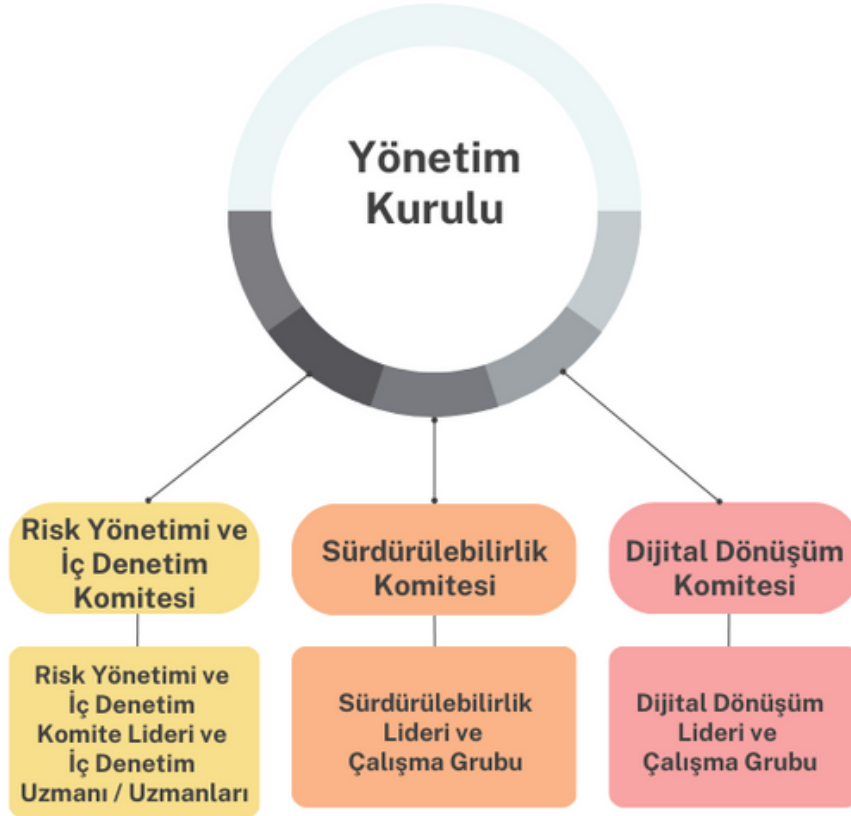 Yönetim
Kurulu
Risk Yönetimi ve
İç Denetim
Komitesi
Sürdürülebilirlik
Komitesi
Dijital Dönüşüm
Komitesi
Risk Yönetimi ve
İç Denetim
Komite Lideri ve
İç Denetim
Uzmanı / Uzmanları
Sürdürülebilirlik
Lideri ve
Çalışma Grubu
Dijital Dönüşüm
Lideri ve
Çalışma Grubu